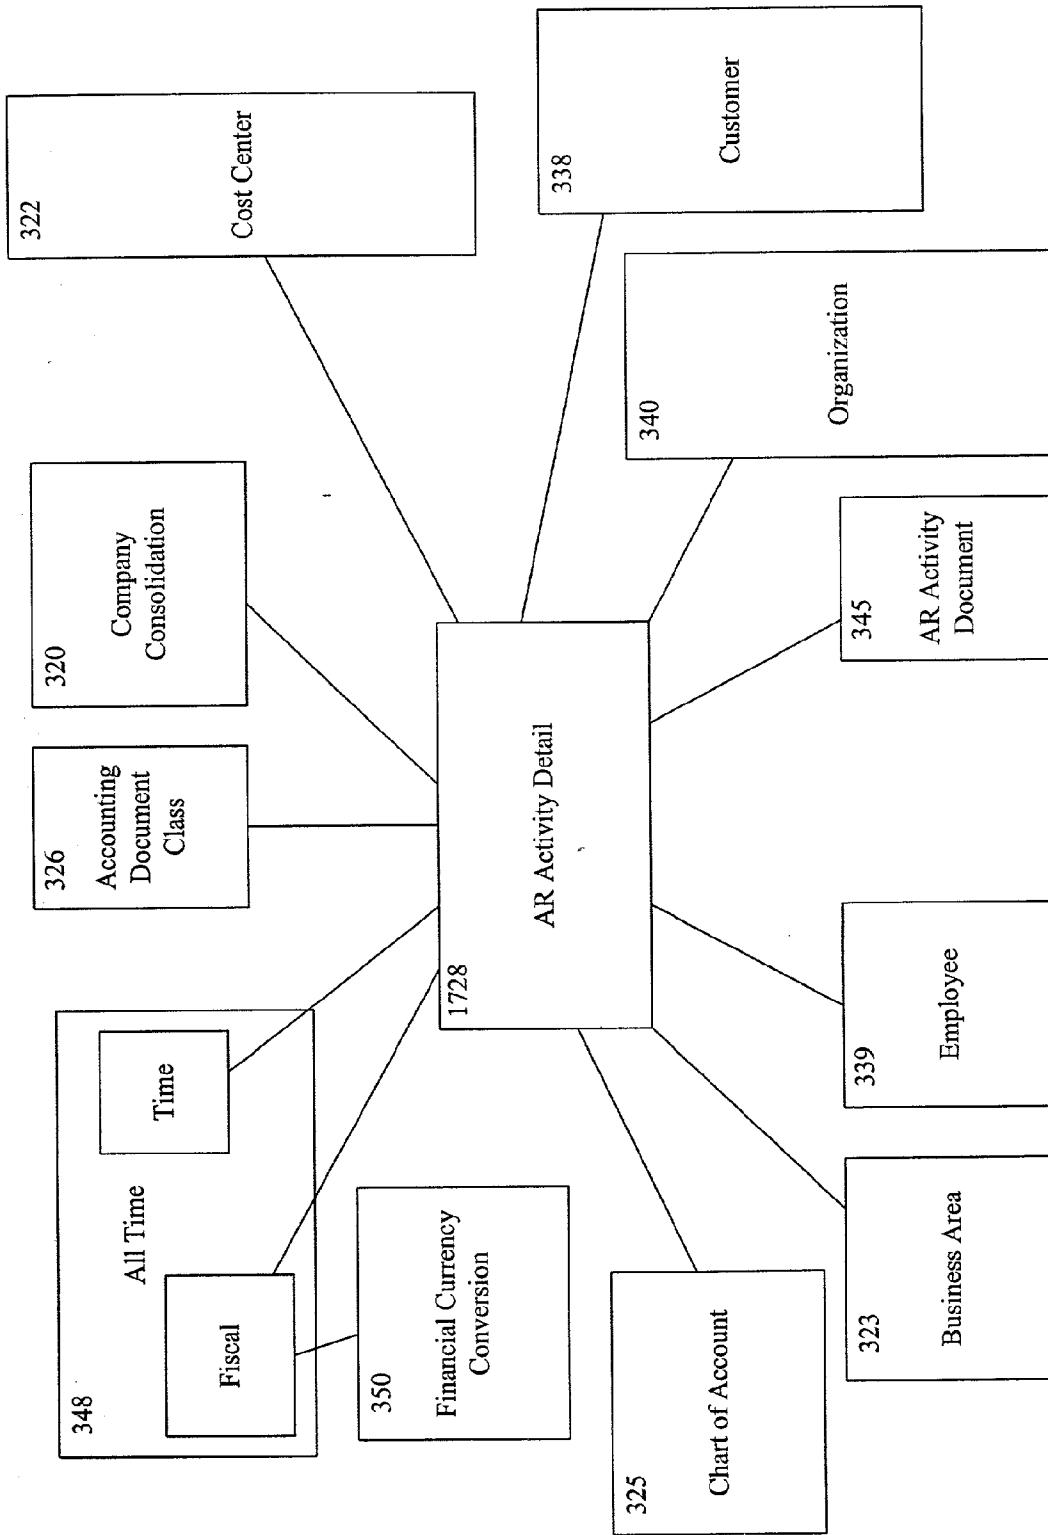 348
All Time
Fiscal
Time
326
Accounting
Document
Class
320
Company
Consolidation
322
Cost Center
350
Financial Currency
Conversion
1728
AR Activity Detail
338
Customer
325
Chart of Account
323
Business Area
339
Employee
345
AR Activity
Document
340
Organization